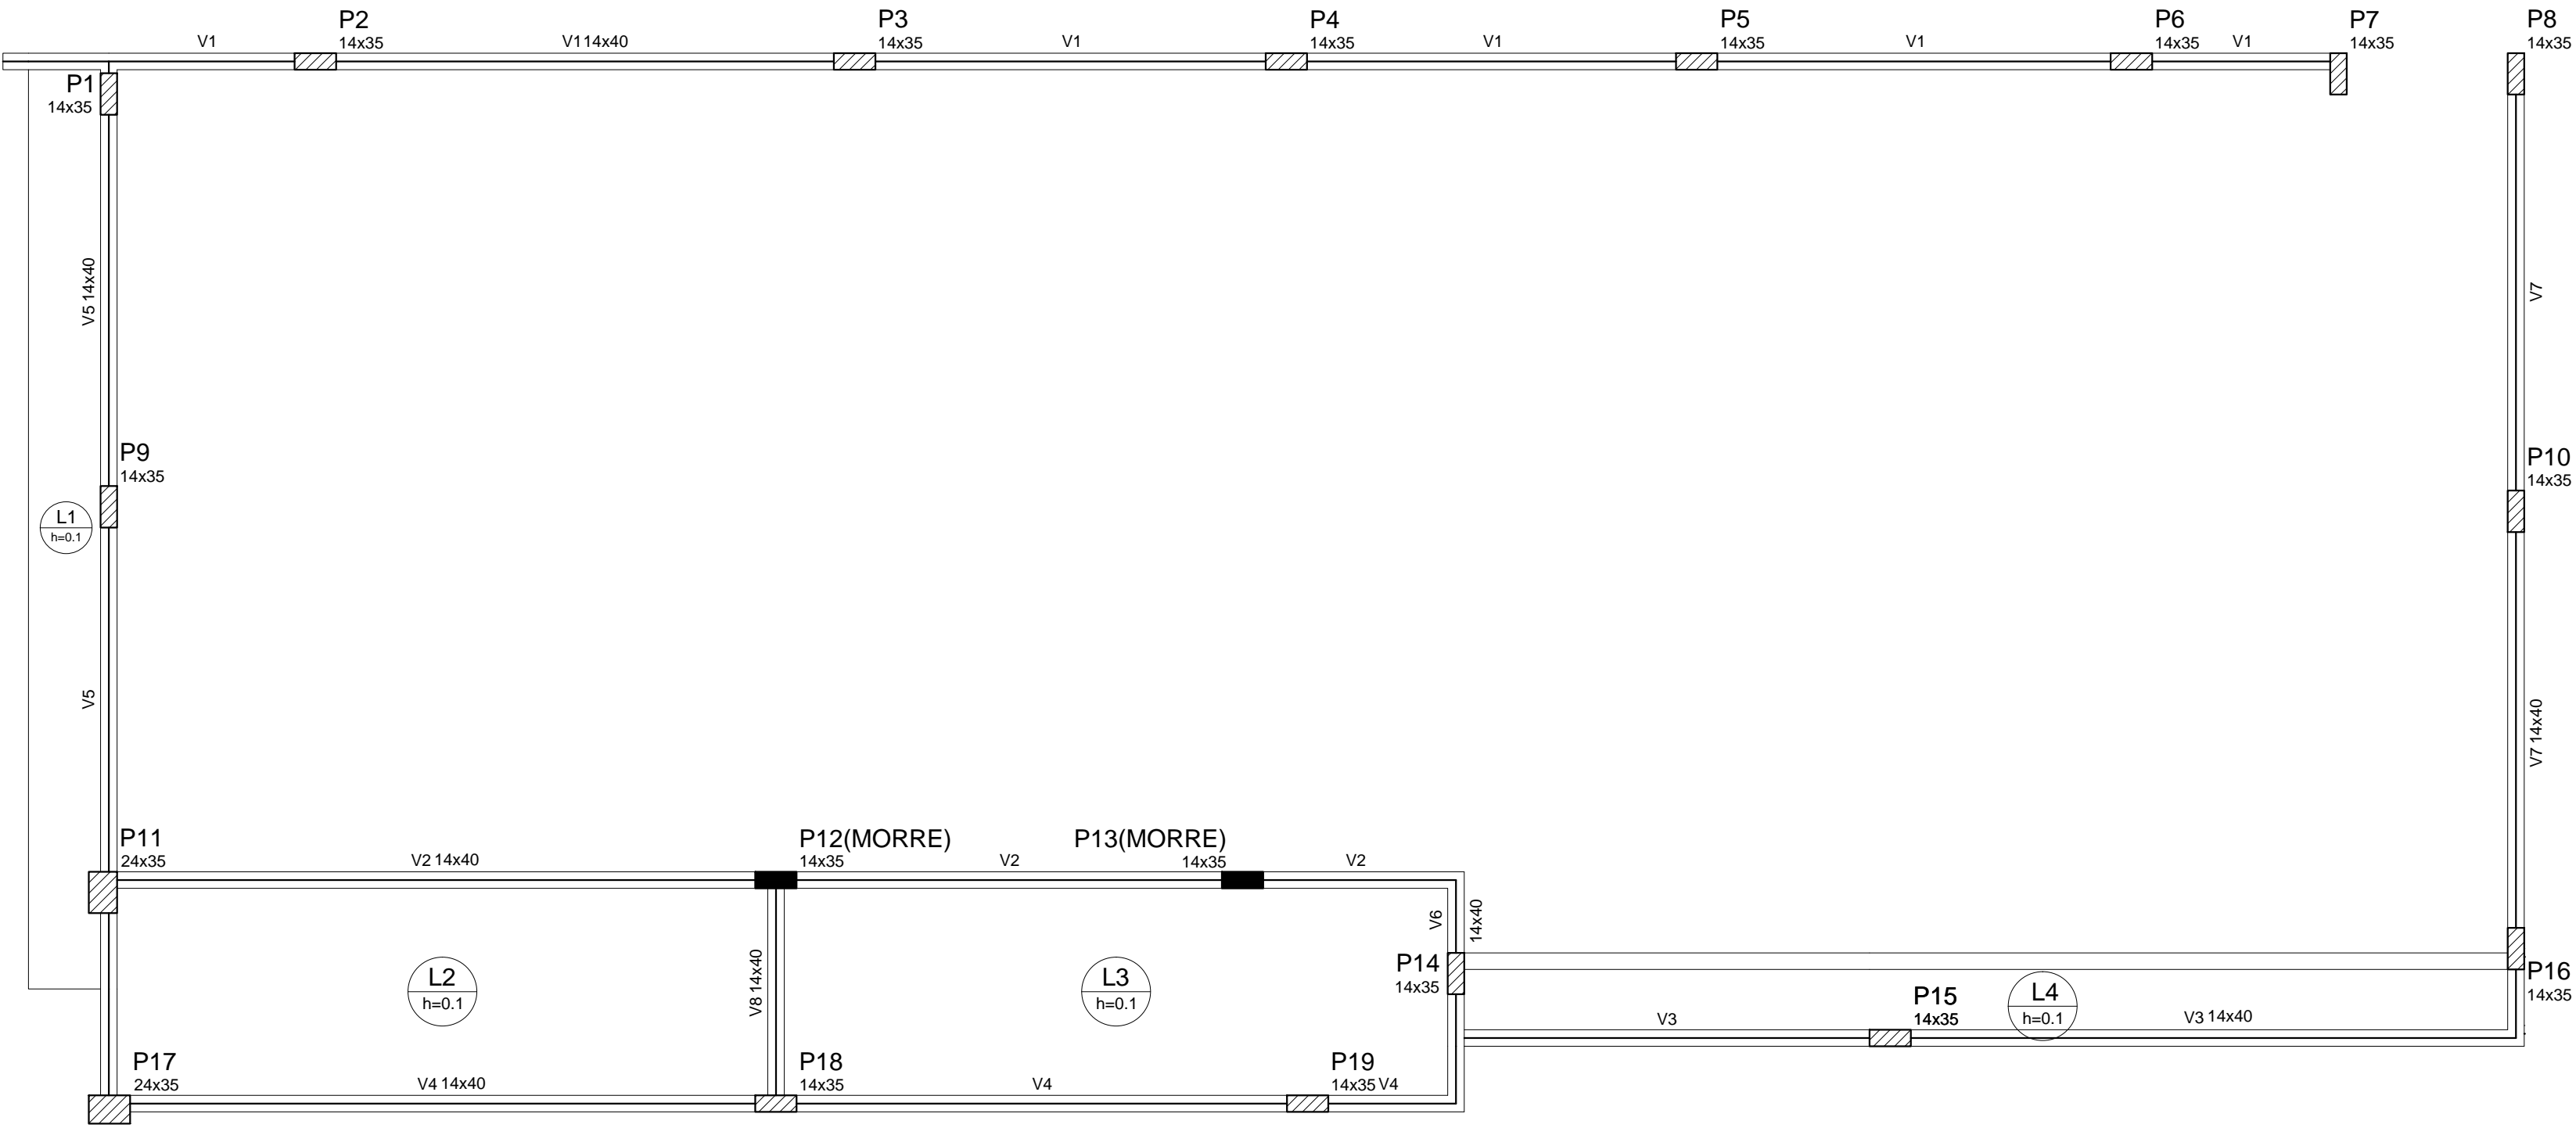 P2
14x35
P3
14x35
P4
14x35
P5
14x35
P6
14x35
P7
14x35
P8
14x35
V1
V1 14x40
V1
V1
V1
V1
P1
14x35
V5 14x40
V7
P9
14x35
P10
14x35
L1
h=0.1
V5
V7 14x40
P11
24x35
V2 14x40
P12(MORRE)
14x35
V2
P13(MORRE)
14x35
V2
V6
14x40
L2
h=0.1
V8 14x40
L3
h=0.1
P14
14x35
P15
14x35
L4
h=0.1
P16
14x35
V3
V3 14x40
P17
24x35
V4 14x40
P18
14x35
V4
P19
14x35 V4